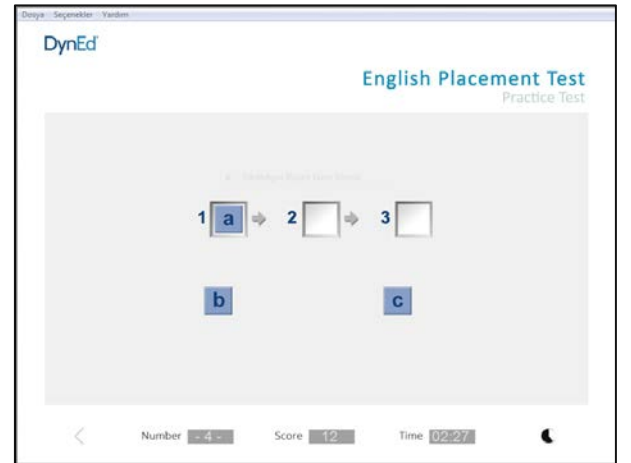 Dosya Seçenekler Yardım
DynEd
English Placement Test
Practice Test
1 a 2 3
b c
Number - 4 - Score 12 Time 02:27